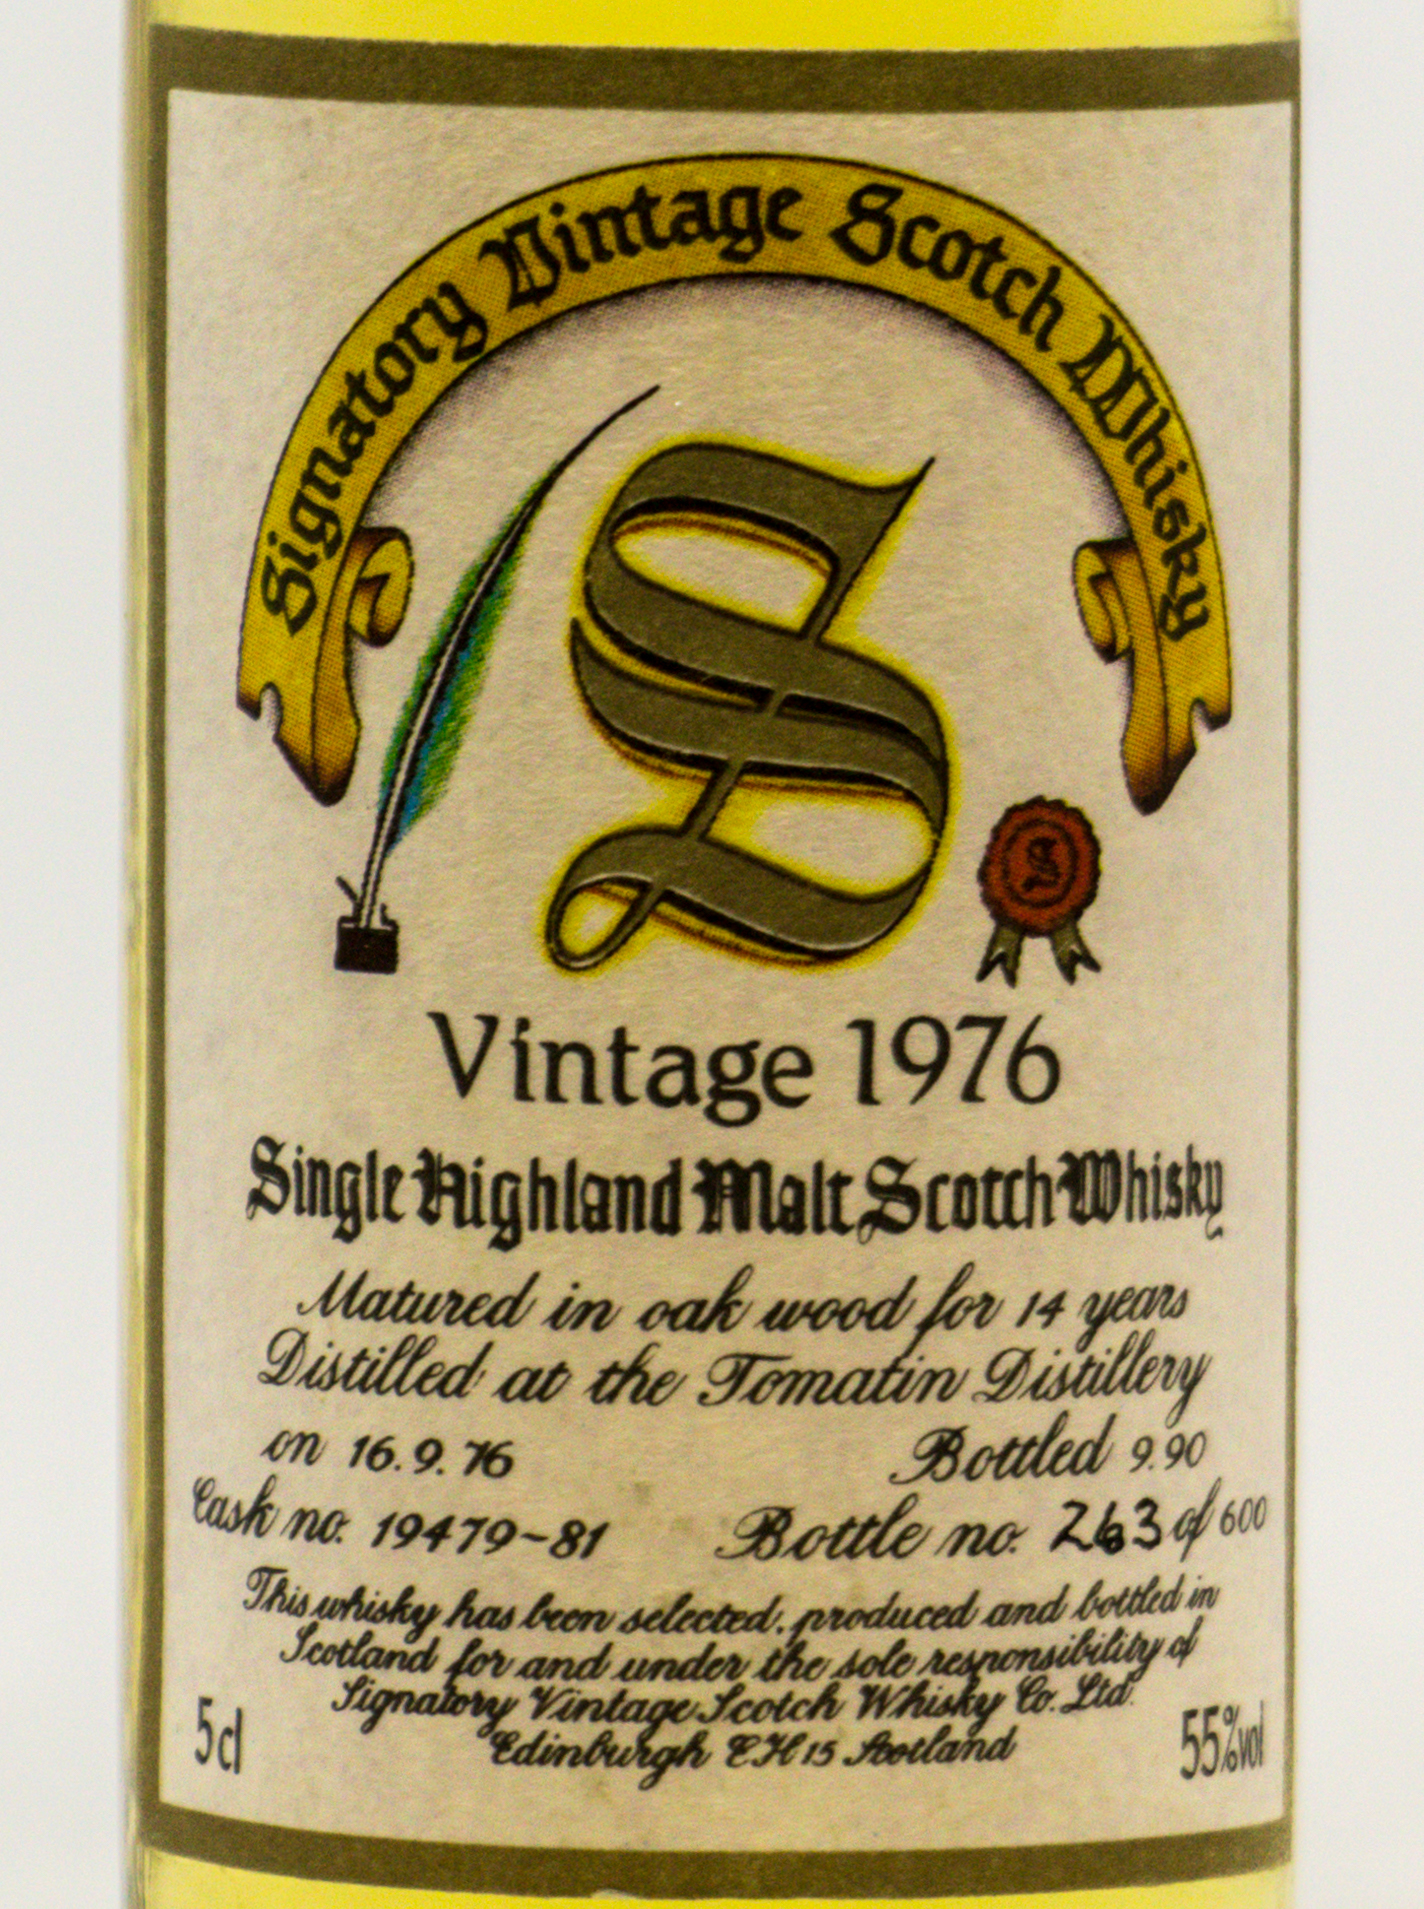 Signatory Vintage Scotch Whisky
S
S
Vintage 1976
Single Highland Malt Scotch Whisky
Matured in oak wood for 14 years
Distilled at the Tomatin Distillery
on 16.9.76 Bottled 9.90
Cask no. 19479-81 Bottle no. 263 of 600
This whisky has been selected, produced and bottled in
Scotland for and under the sole responsibility of
Signatory Vintage Scotch Whisky Co. Ltd.
Edinburgh EH15 Scotland
5cl 55%vol